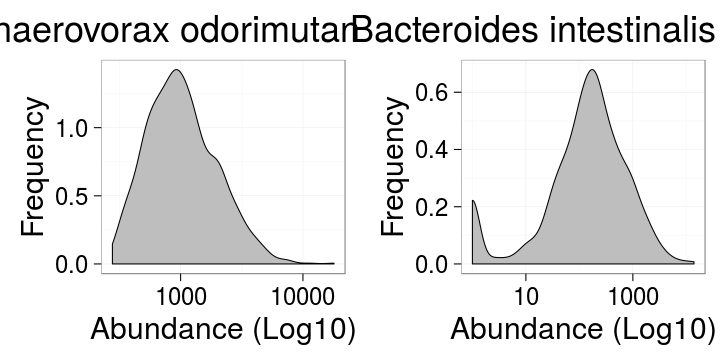 naerovorax odorimutan
Bacteroides intestinalis
Frequency
1.0
0.5
0.0
1000
10000
Abundance (Log10)
Frequency
0.6
0.4
0.2
0.0
10
1000
Abundance (Log10)